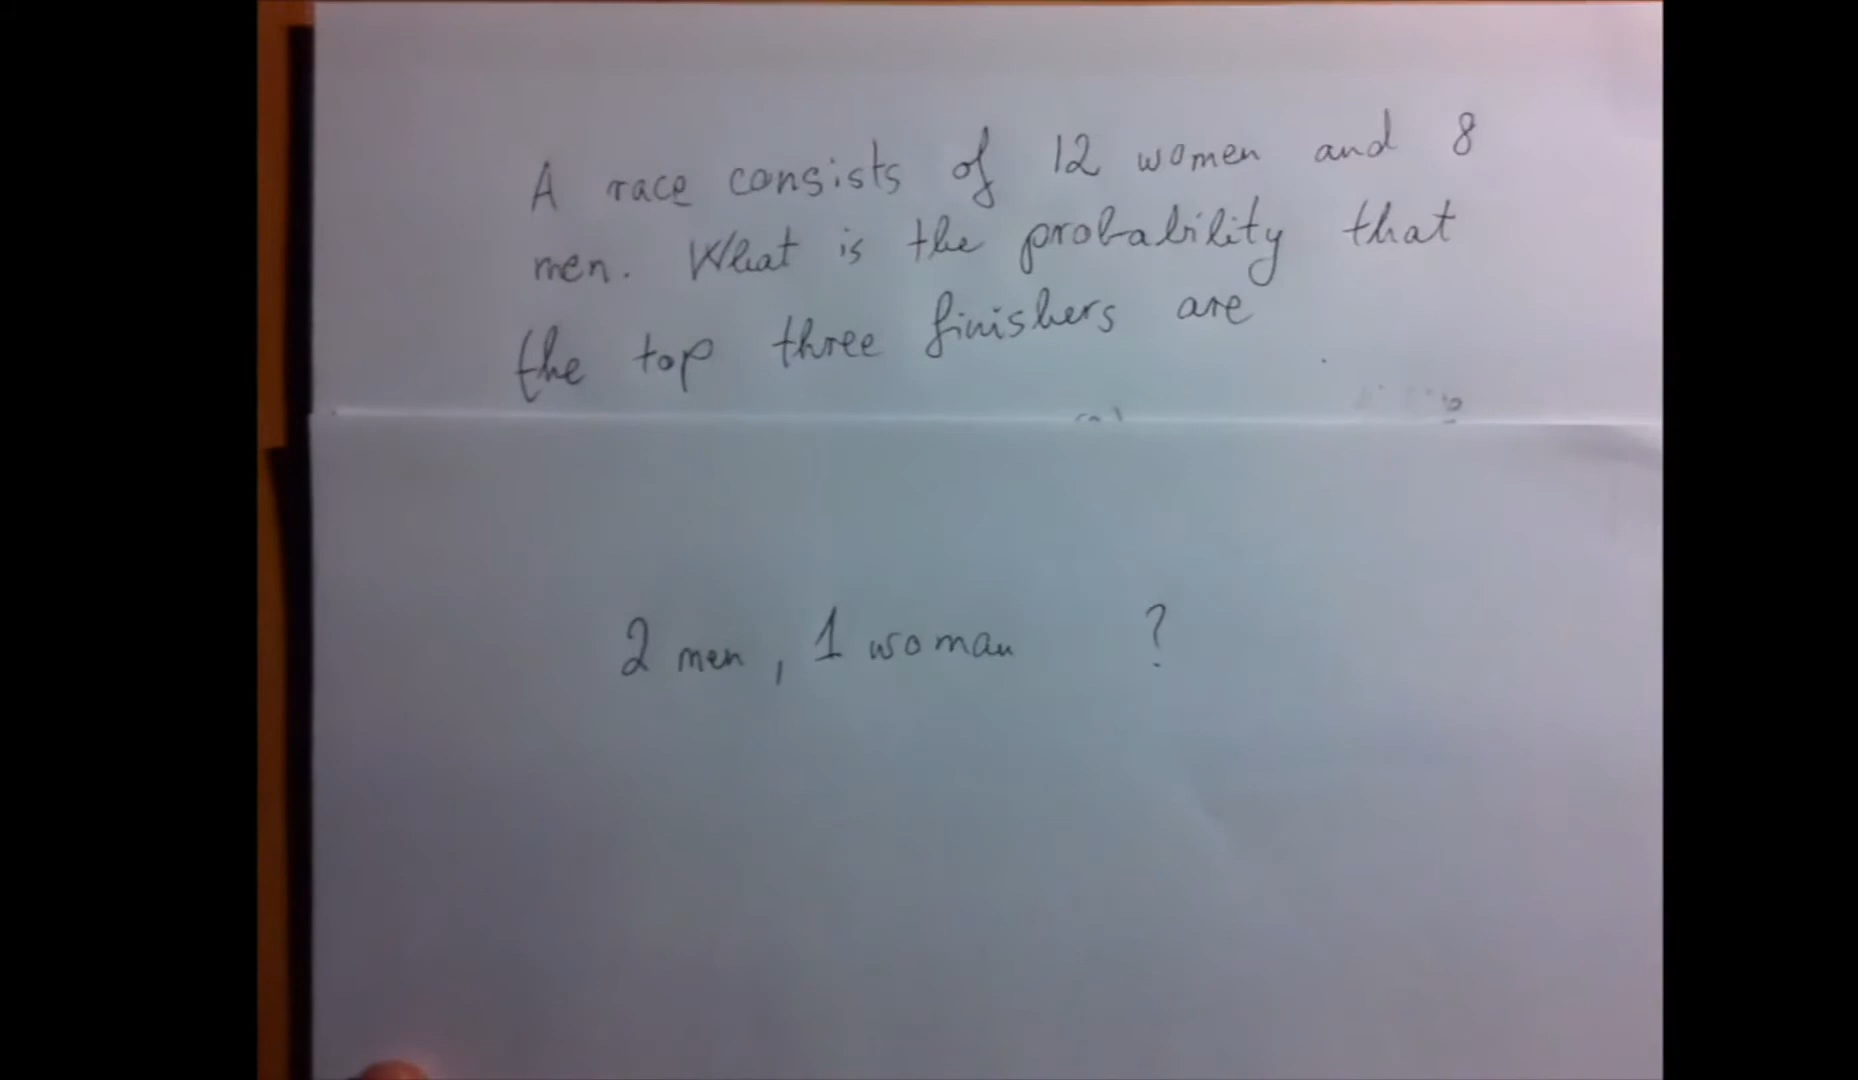 A race consists of 12 women and 8
men. What is the probability that
the top three finishers are
2 men, 1 woman ?